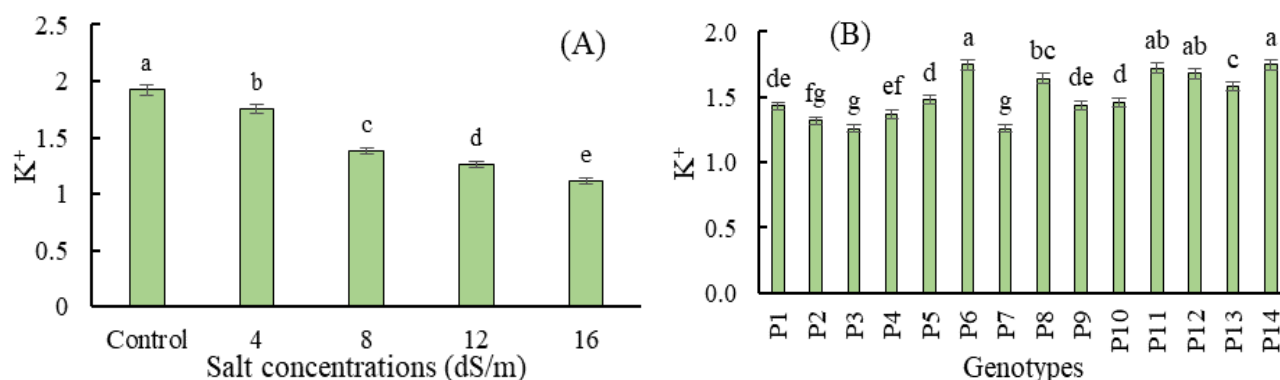 (A)
K+
2.5
2
1.5
1
0.5
0
a
b
c
d
e
Control 4 8 12 16
Salt concentrations (dS/m)
(B)
K+
2.0
1.5
1.0
0.5
0.0
de fg g ef d a g bc de d ab ab c a
P1 P2 P3 P4 P5 P6 P7 P8 P9 P10 P11 P12 P13 P14
Genotypes